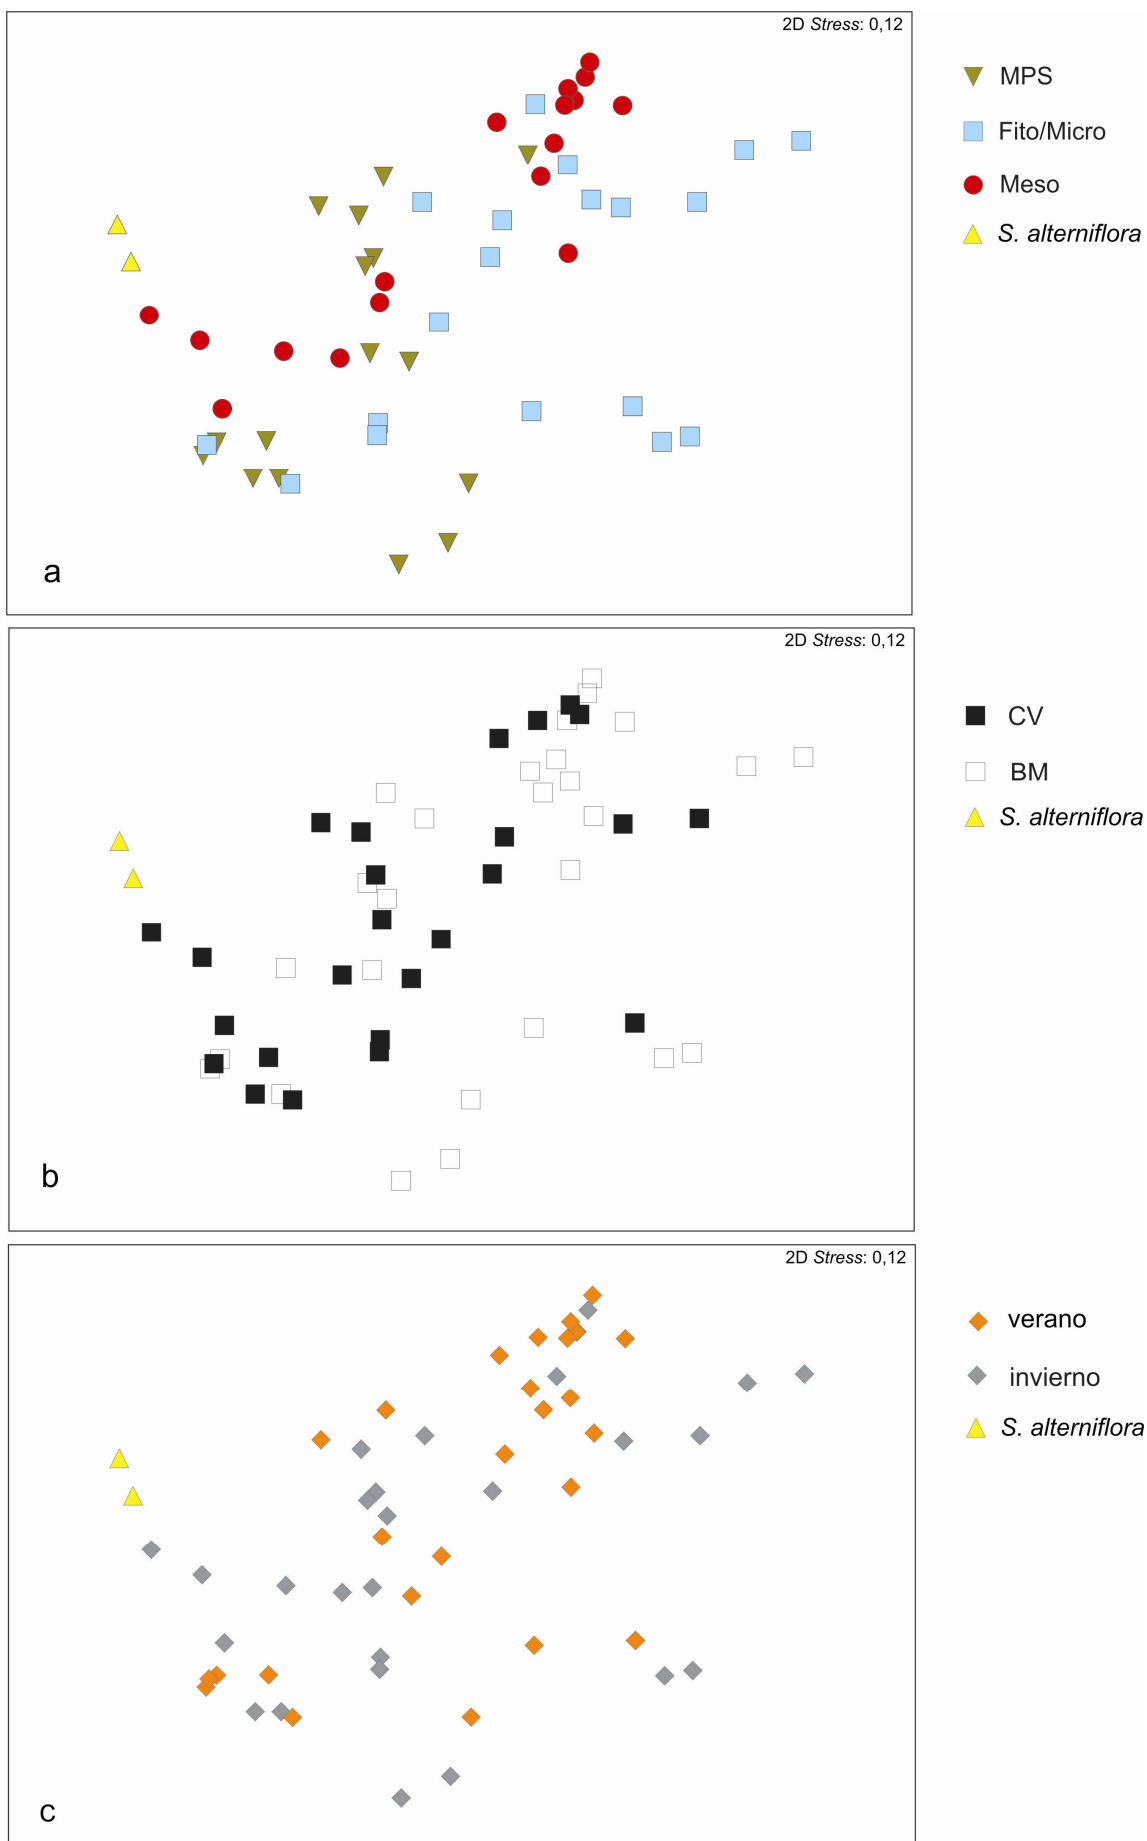 2D Stress: 0,12
MPS
Fito/Micro
Meso
S. alterniflora
a
2D Stress: 0,12
CV
BM
S. alterniflora
b
2D Stress: 0,12
verano
invierno
S. alterniflora
c